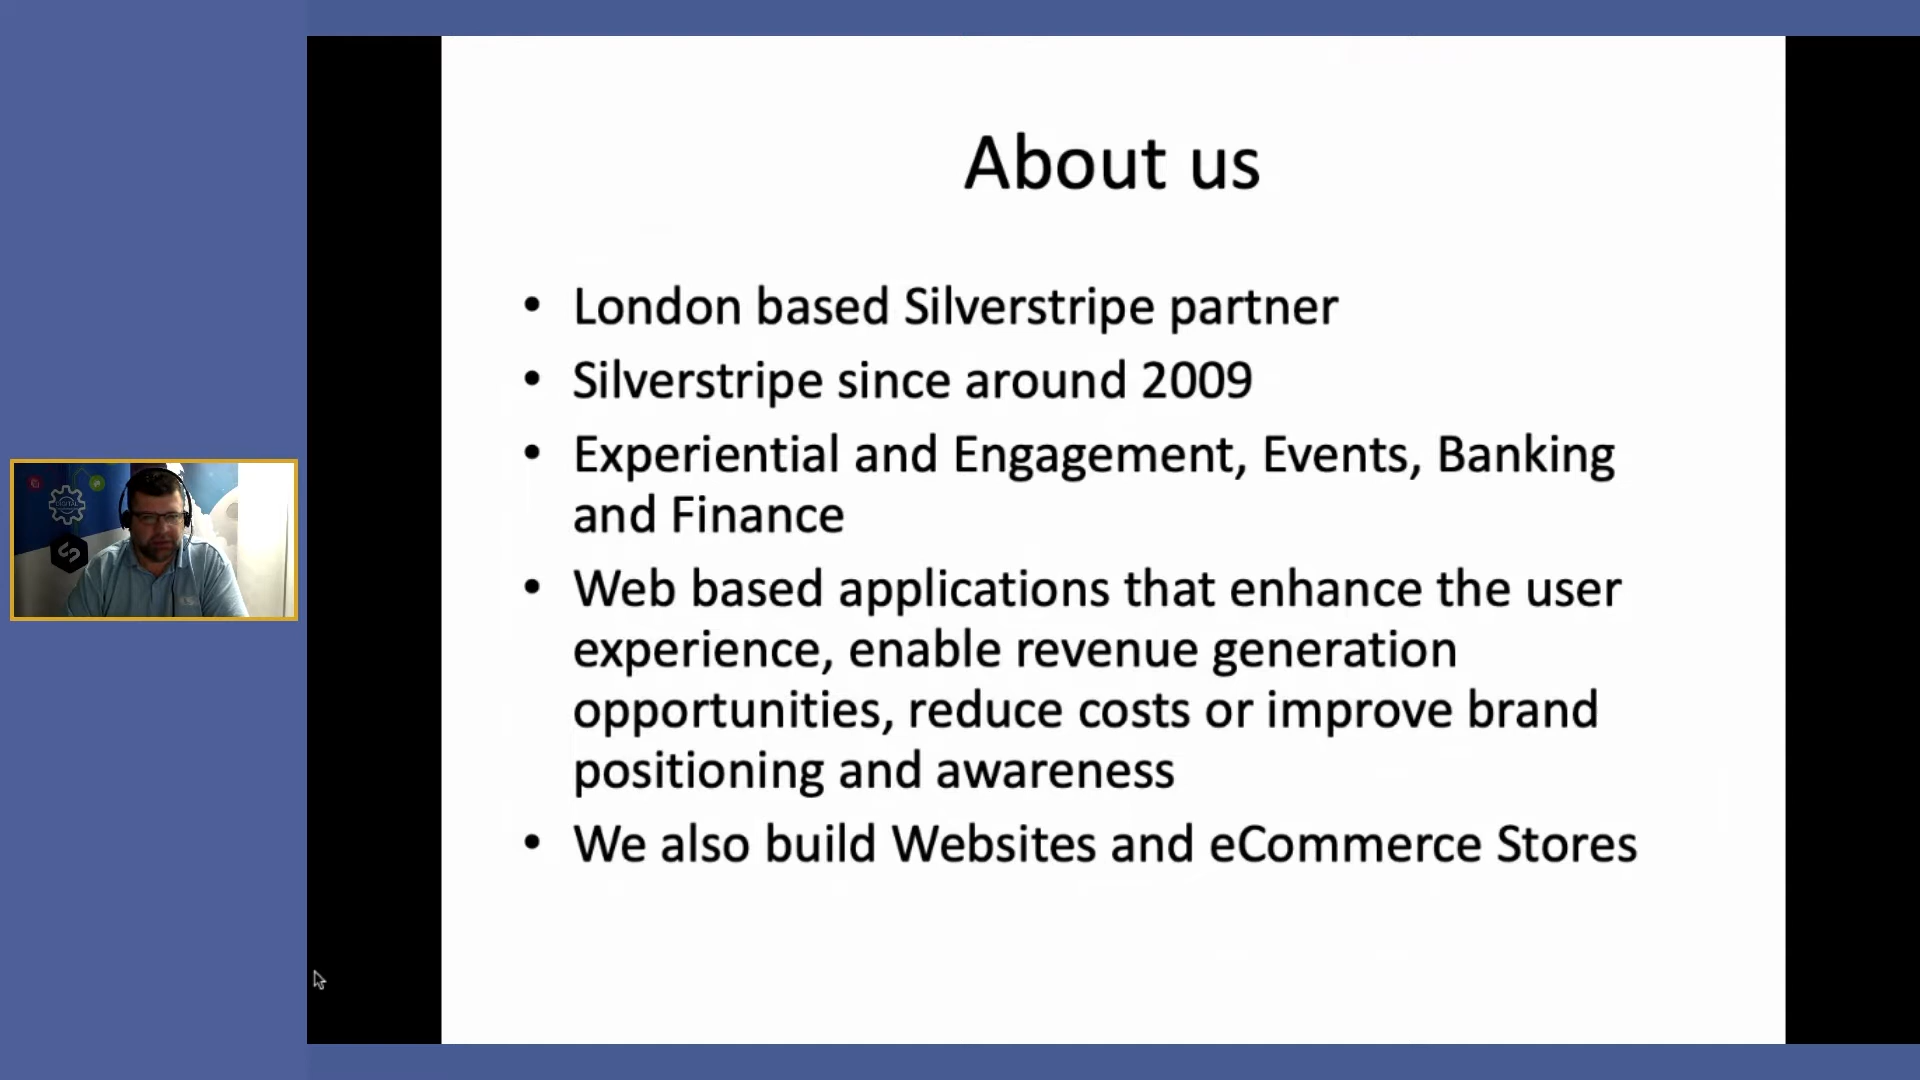 About us
• London based Silverstripe partner
• Silverstripe since around 2009
• Experiential and Engagement, Events, Banking
and Finance
• Web based applications that enhance the user
experience, enable revenue generation
opportunities, reduce costs or improve brand
positioning and awareness
• We also build Websites and eCommerce Stores